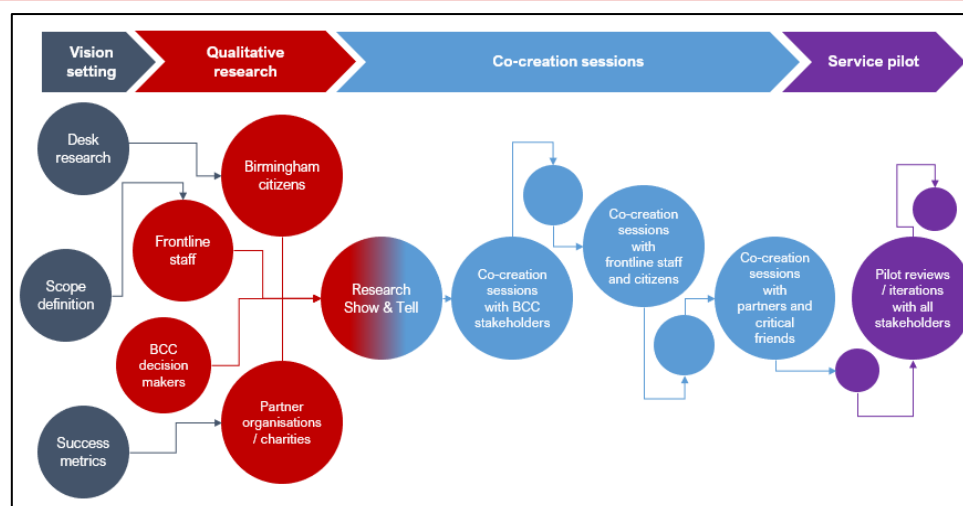 Vision
setting
Qualitative
research
Co-creation sessions
Service pilot
Desk
research
Scope
definition
Success
metrics
Birmingham
citizens
Frontline
staff
BCC
decision
makers
Partner
organisations
/ charities
Research
Show & Tell
Co-creation
sessions
with BCC
stakeholders
Co-creation
sessions
with
frontline staff
and citizens
Co-creation
sessions
with
partners and
critical
friends
Pilot reviews
/ iterations
with all
stakeholders